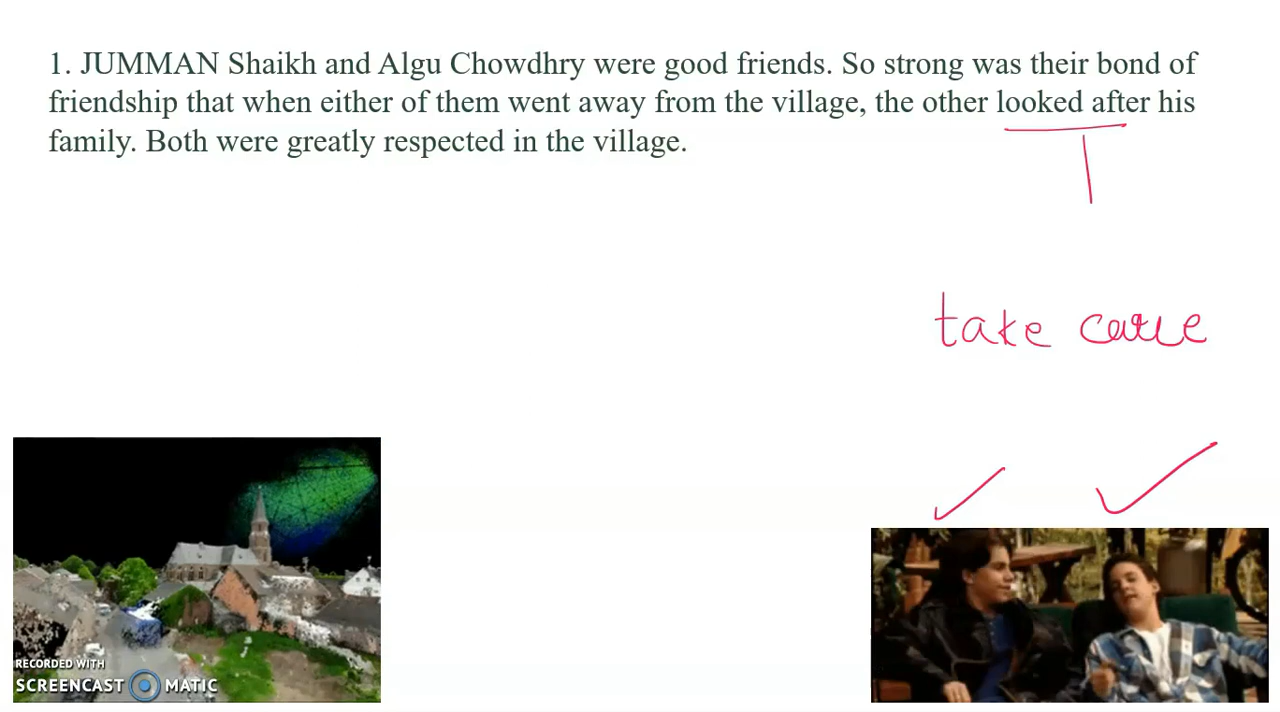 1. JUMMAN Shaikh and Algu Chowdhry were good friends. So strong was their bond of
friendship that when either of them went away from the village, the other looked after his
family. Both were greatly respected in the village.
take care
RECORDED WITH
SCREENCAST MATIC